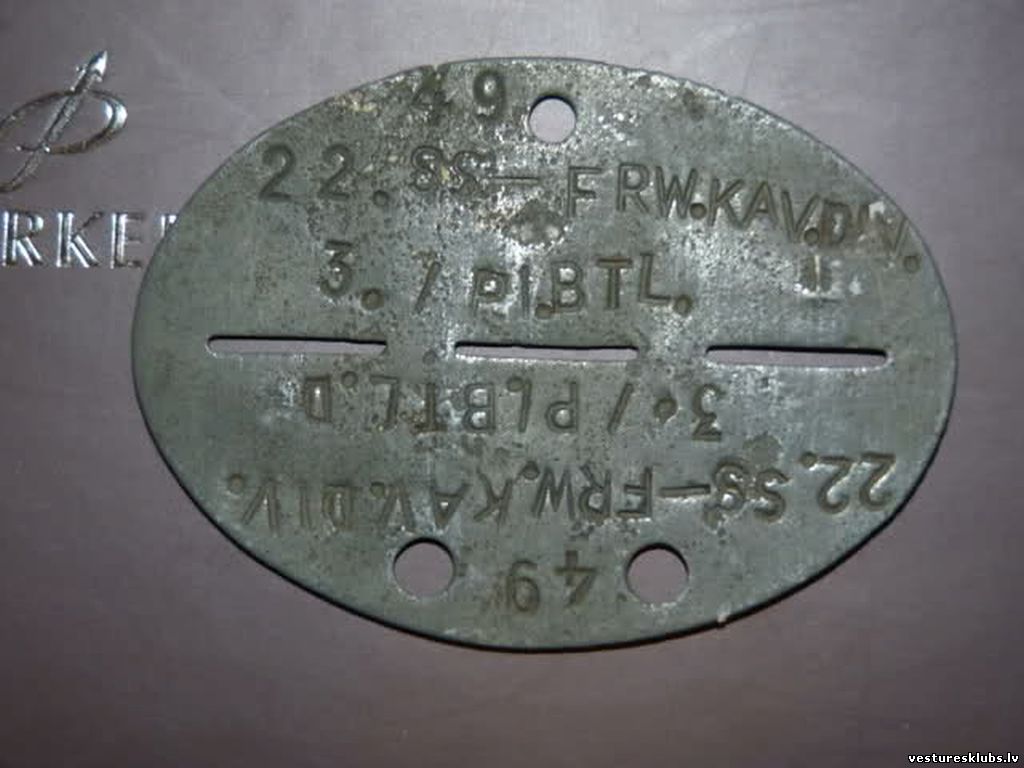 49
22. SS-FRW.KAV.DIV.
3. / PI.BTL.
3. / PI.BTL. D
22. SS-FRW.KAV.DIV.
49
RKE
vesturesklubs.lv